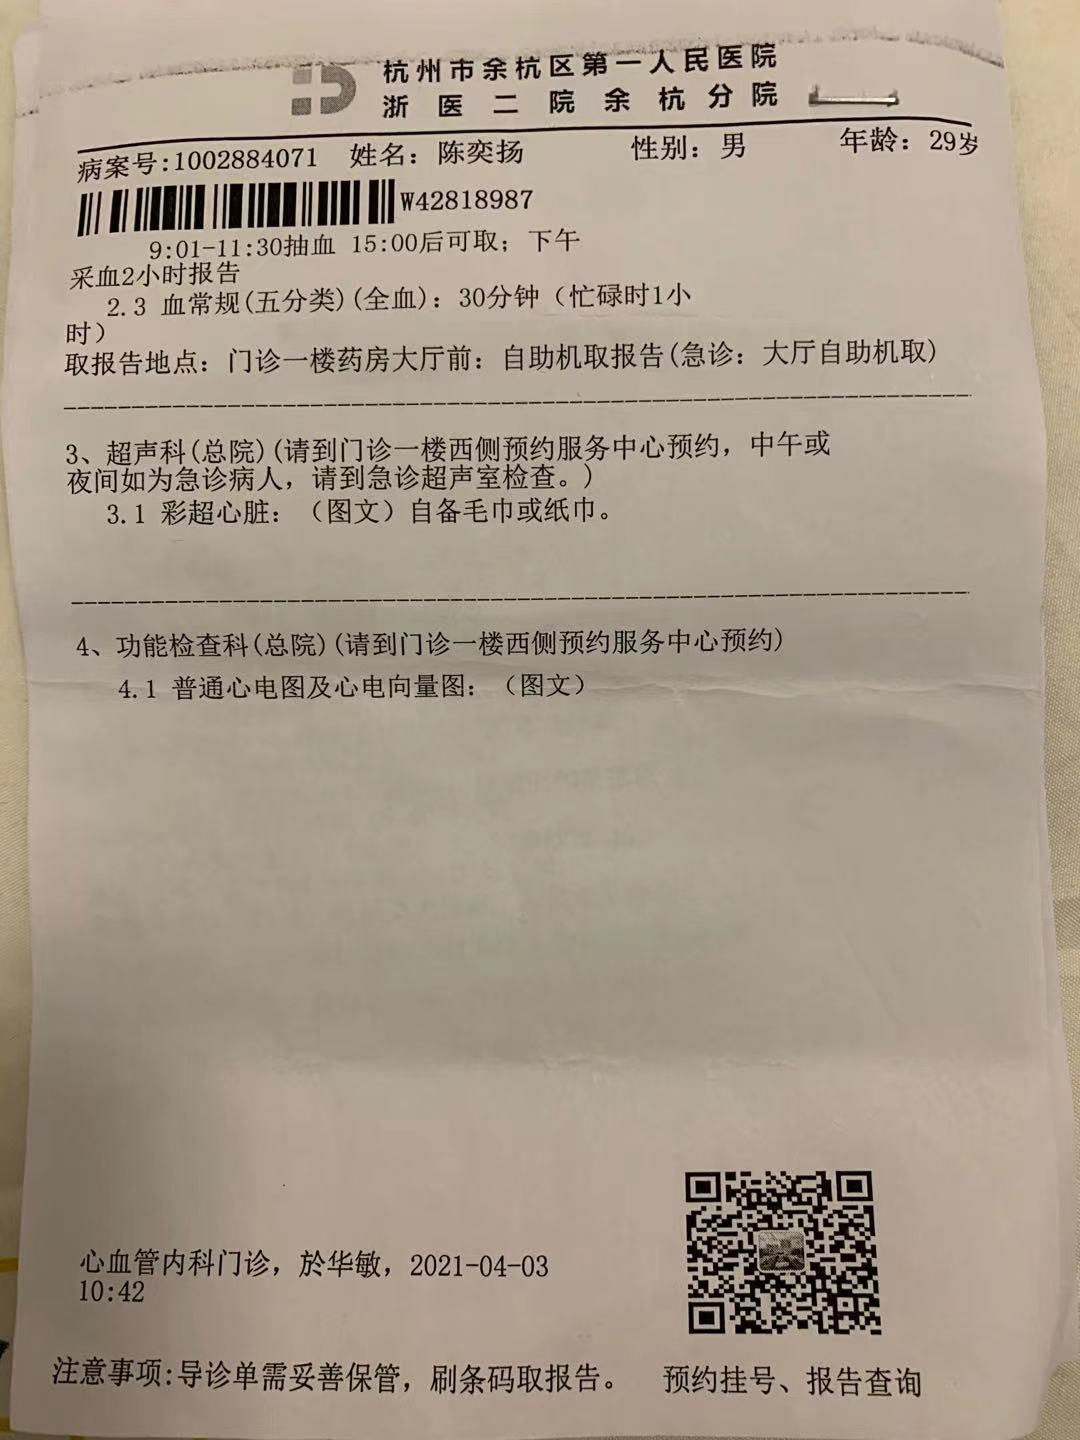 杭州市余杭区第一人民医院
浙医二院余杭分院
病案号:1002884071 姓名: 陈奕扬 性别: 男 年龄: 29岁
W42818987
9:01-11:30抽血 15:00后可取; 下午
采血2小时报告
2.3 血常规(五分类)(全血): 30分钟（忙碌时1小
时）
取报告地点: 门诊一楼药房大厅前: 自助机取报告(急诊: 大厅自助机取)
3、超声科(总院)(请到门诊一楼西侧预约服务中心预约, 中午或
夜间如为急诊病人, 请到急诊超声室检查。)
3.1 彩超心脏: （图文）自备毛巾或纸巾。
4、功能检查科(总院)(请到门诊一楼西侧预约服务中心预约)
4.1 普通心电图及心电向量图: （图文）
心血管内科门诊, 於华敏, 2021-04-03
10:42
注意事项:导诊单需妥善保管, 刷条码取报告。 预约挂号、报告查询